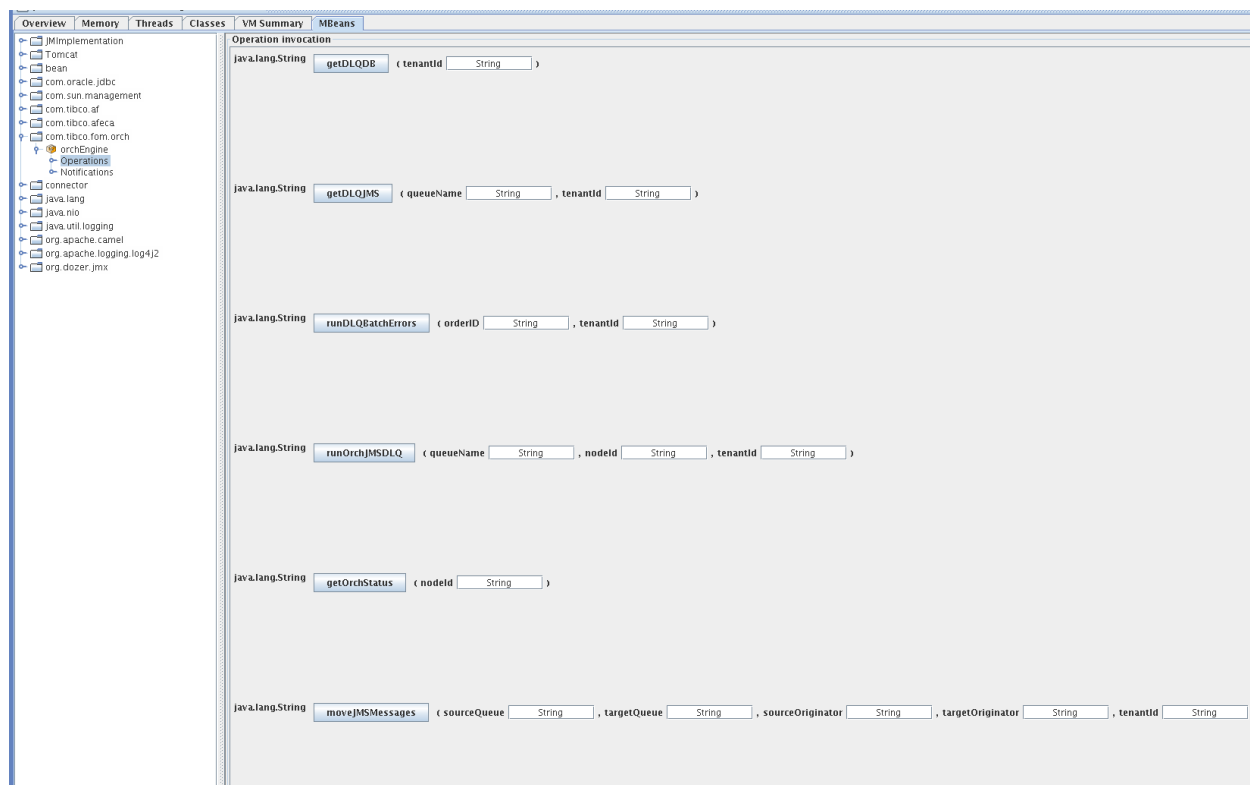 Overview Memory Threads Classes VM Summary MBeans
JMImplementation
Tomcat
bean
com.oracle.jdbc
com.sun.management
com.tibco.af
com.tibco.afeca
com.tibco.fom.orch
orchEngine
Operations
Notifications
connector
java.lang
java.nio
java.util.logging
org.apache.camel
org.apache.logging.log4j2
org.dozer.jmx
Operation invocation
java.lang.String getDLQDB ( tenantId String )
java.lang.String getDLQJMS ( queueName String , tenantId String )
java.lang.String runDLQBatchErrors ( orderID String , tenantId String )
java.lang.String runOrchJMSDLQ ( queueName String , nodeId String , tenantId String )
java.lang.String getOrchStatus ( nodeId String )
java.lang.String moveJMSMessages ( sourceQueue String , targetQueue String , sourceOriginator String , targetOriginator String , tenantId String